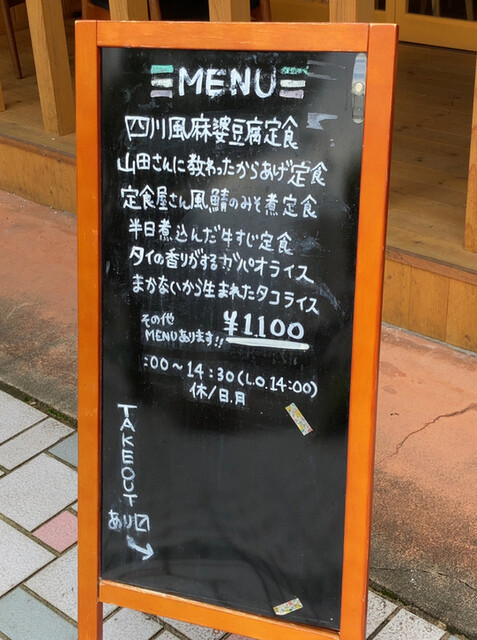 MENU
四川風麻婆豆腐定食
山田さんに教わったからあげ定食
定食屋さん風鯖のみそ煮定食
半日煮込んだ牛すじ定食
タイの香りがするガパオライス
まかないから生まれたタコライス
その他
MENUあります!!
¥1,100
:00〜14:30(L.O.14:00)
休/日.月
TAKEOUT
あり〼